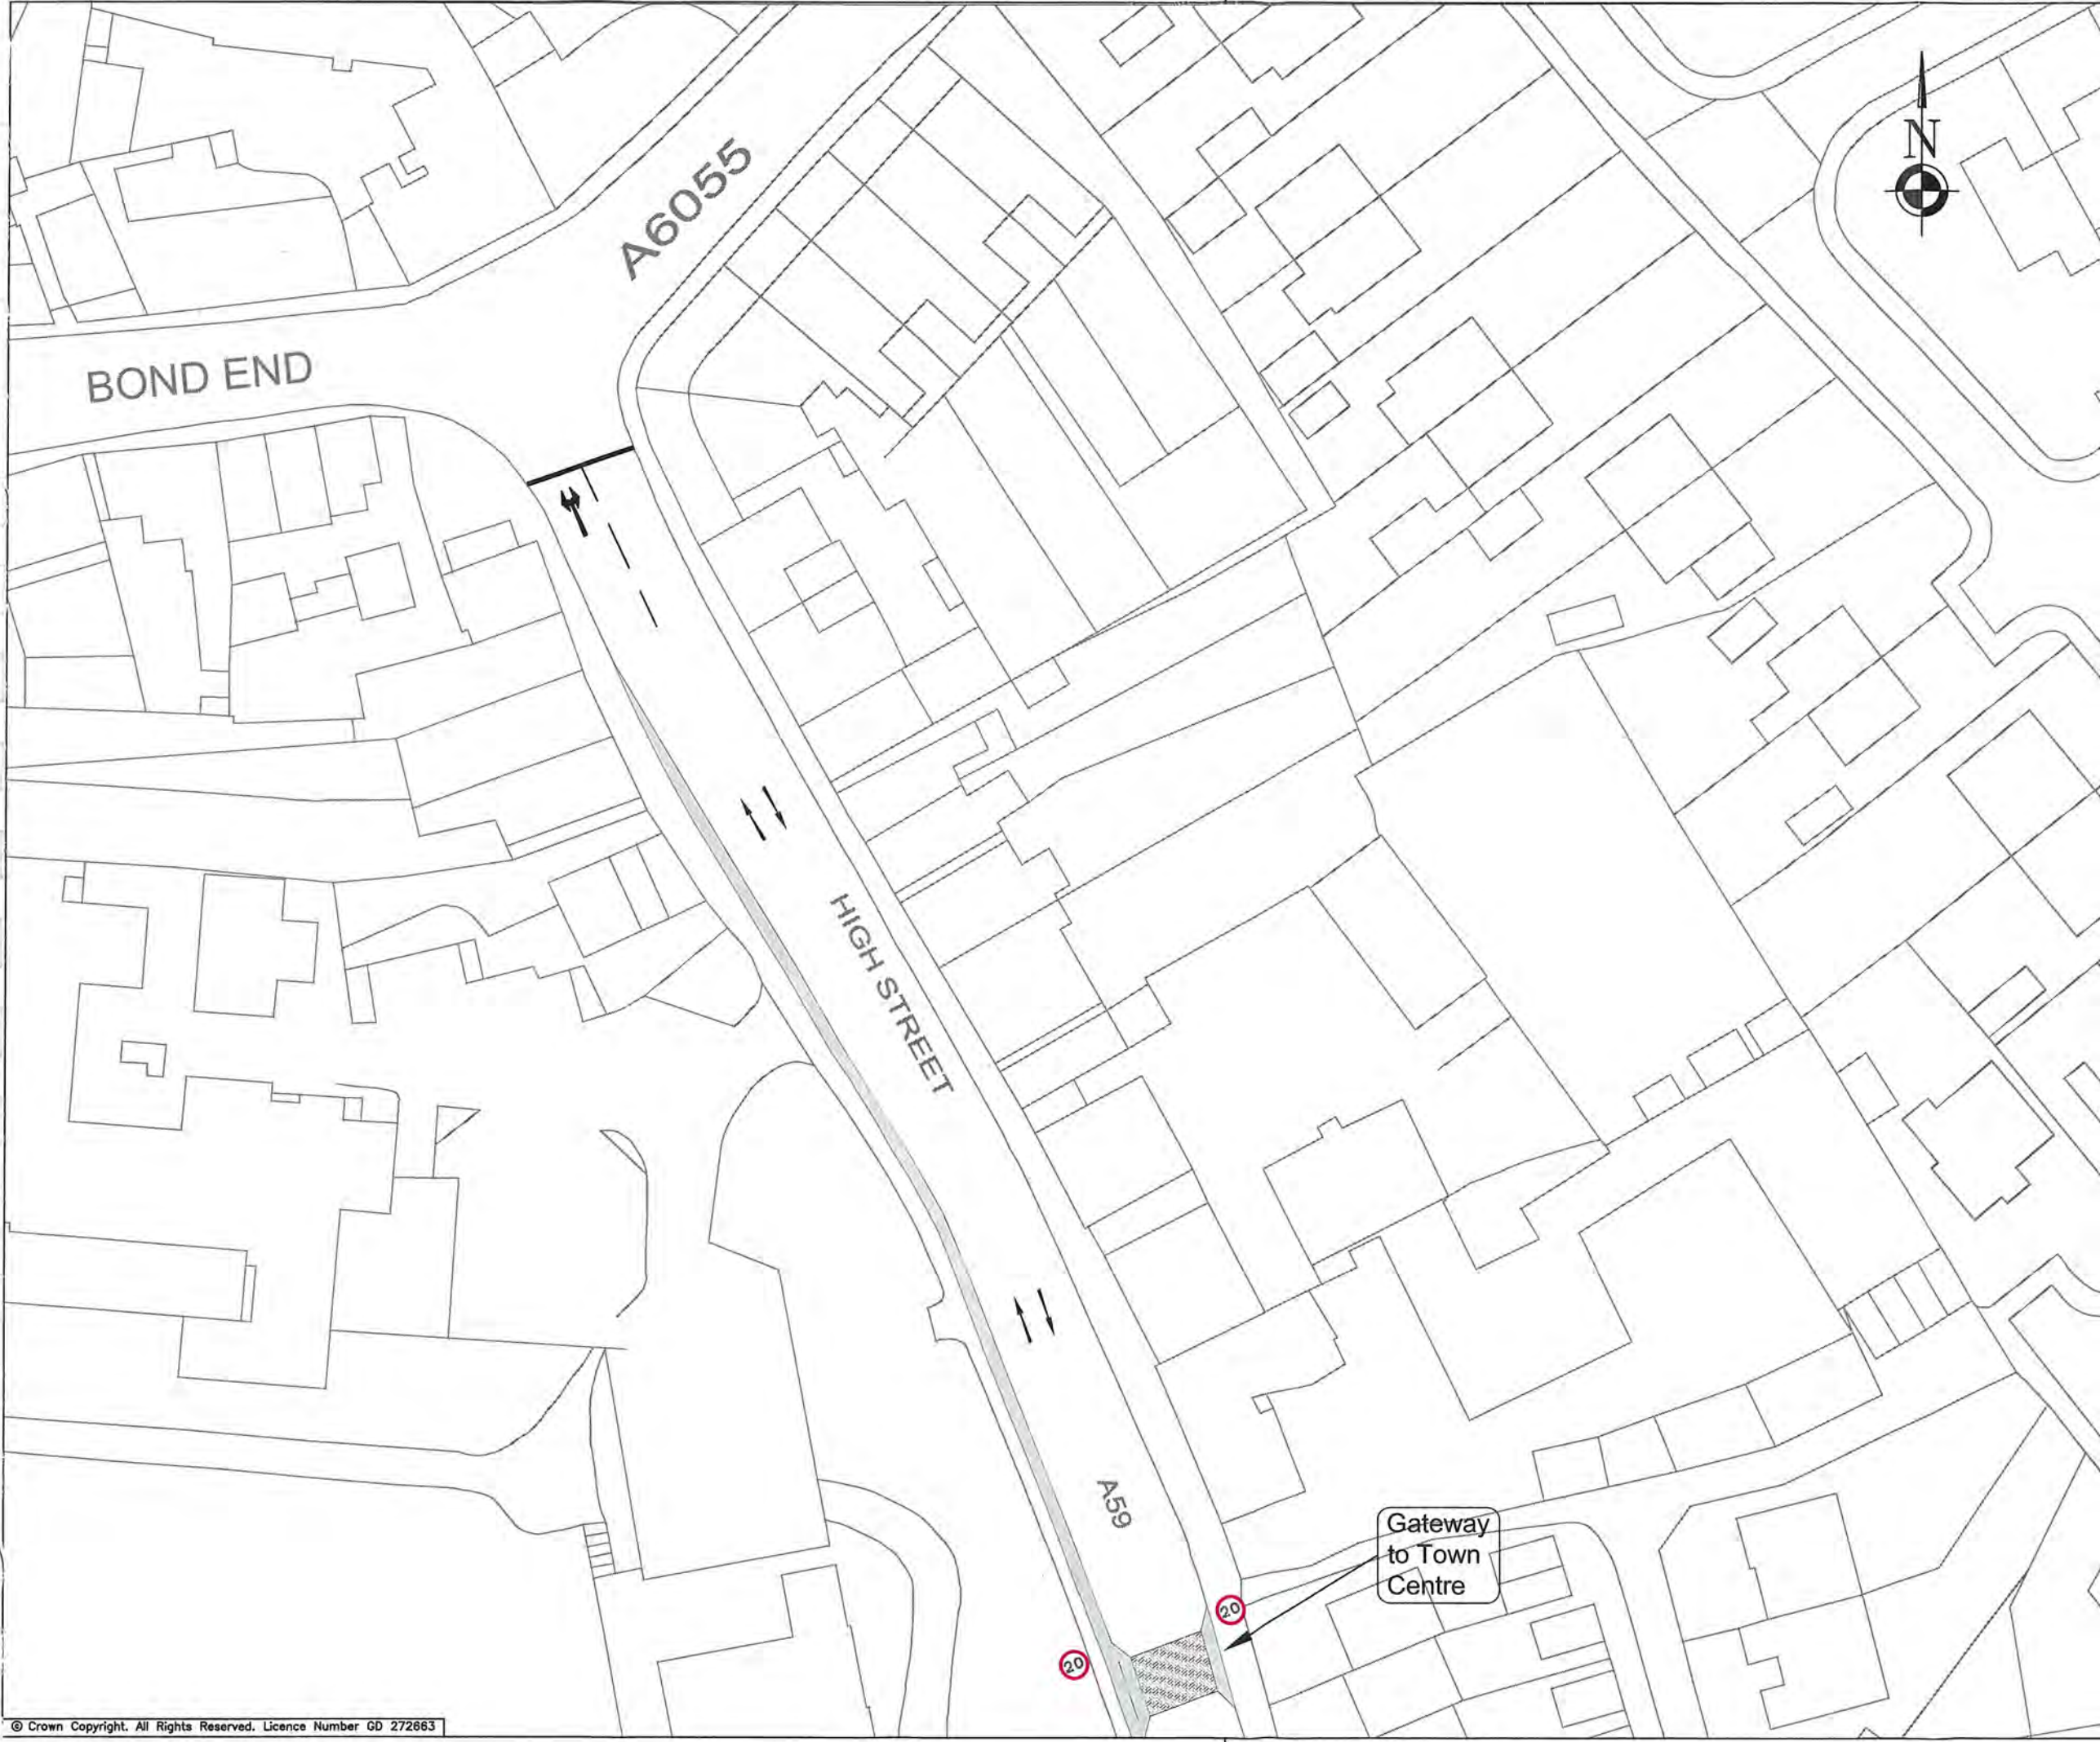 A6055
N
BOND END
HIGH STREET
A59
Gateway
to Town
Centre
20
20
© Crown Copyright. All Rights Reserved. Licence Number GD 272663